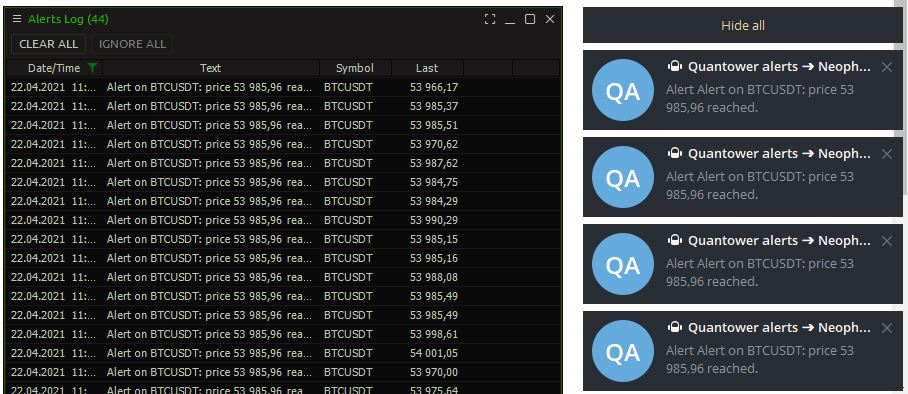 Alerts Log (44)
CLEAR ALL IGNORE ALL
Date/Time Text Symbol Last
22.04.2021 11:... Alert on BTCUSDT: price 53 985,96 rea... BTCUSDT 53 966,17
22.04.2021 11:... Alert on BTCUSDT: price 53 985,96 rea... BTCUSDT 53 985,37
22.04.2021 11:... Alert on BTCUSDT: price 53 985,96 rea... BTCUSDT 53 985,51
22.04.2021 11:... Alert on BTCUSDT: price 53 985,96 rea... BTCUSDT 53 970,62
22.04.2021 11:... Alert on BTCUSDT: price 53 985,96 rea... BTCUSDT 53 987,62
22.04.2021 11:... Alert on BTCUSDT: price 53 985,96 rea... BTCUSDT 53 984,75
22.04.2021 11:... Alert on BTCUSDT: price 53 985,96 rea... BTCUSDT 53 984,29
22.04.2021 11:... Alert on BTCUSDT: price 53 985,96 rea... BTCUSDT 53 990,29
22.04.2021 11:... Alert on BTCUSDT: price 53 985,96 rea... BTCUSDT 53 985,15
22.04.2021 11:... Alert on BTCUSDT: price 53 985,96 rea... BTCUSDT 53 985,16
22.04.2021 11:... Alert on BTCUSDT: price 53 985,96 rea... BTCUSDT 53 988,08
22.04.2021 11:... Alert on BTCUSDT: price 53 985,96 rea... BTCUSDT 53 985,49
22.04.2021 11:... Alert on BTCUSDT: price 53 985,96 rea... BTCUSDT 53 985,49
22.04.2021 11:... Alert on BTCUSDT: price 53 985,96 rea... BTCUSDT 53 998,61
22.04.2021 11:... Alert on BTCUSDT: price 53 985,96 rea... BTCUSDT 54 001,05
22.04.2021 11:... Alert on BTCUSDT: price 53 985,96 rea... BTCUSDT 53 970,00
22.04.2021 11:... Alert on BTCUSDT: price 53 985,96 rea... BTCUSDT 53 975,64
Hide all
QA
Quantower alerts ➜ Neoph...
Alert Alert on BTCUSDT: price 53
985,96 reached.
QA
Quantower alerts ➜ Neoph...
Alert Alert on BTCUSDT: price 53
985,96 reached.
QA
Quantower alerts ➜ Neoph...
Alert Alert on BTCUSDT: price 53
985,96 reached.
QA
Quantower alerts ➜ Neoph...
Alert Alert on BTCUSDT: price 53
985,96 reached.